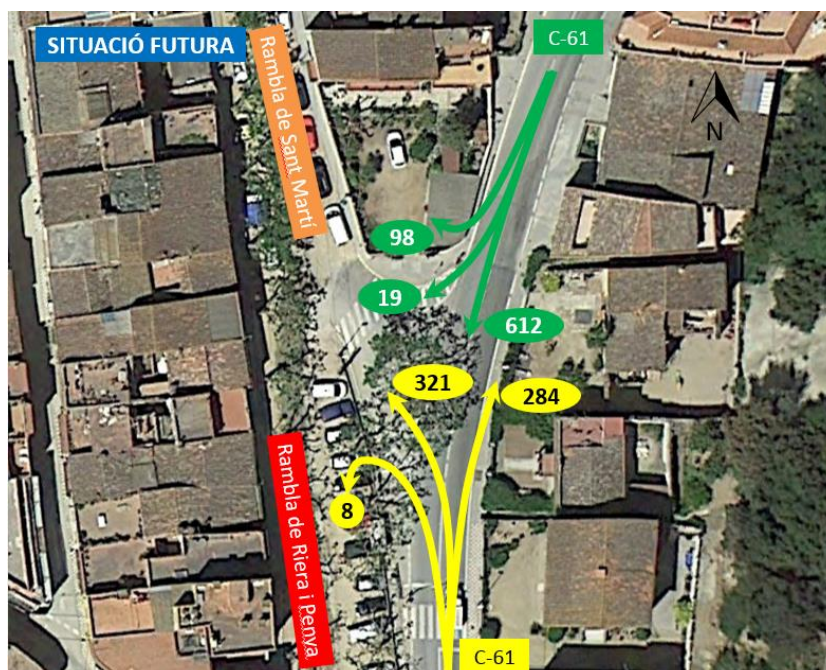 SITUACIÓ FUTURA
Rambla de Sant Martí
C-61
N
98
19
612
321
284
8
Rambla de Riera i Penya
C-61